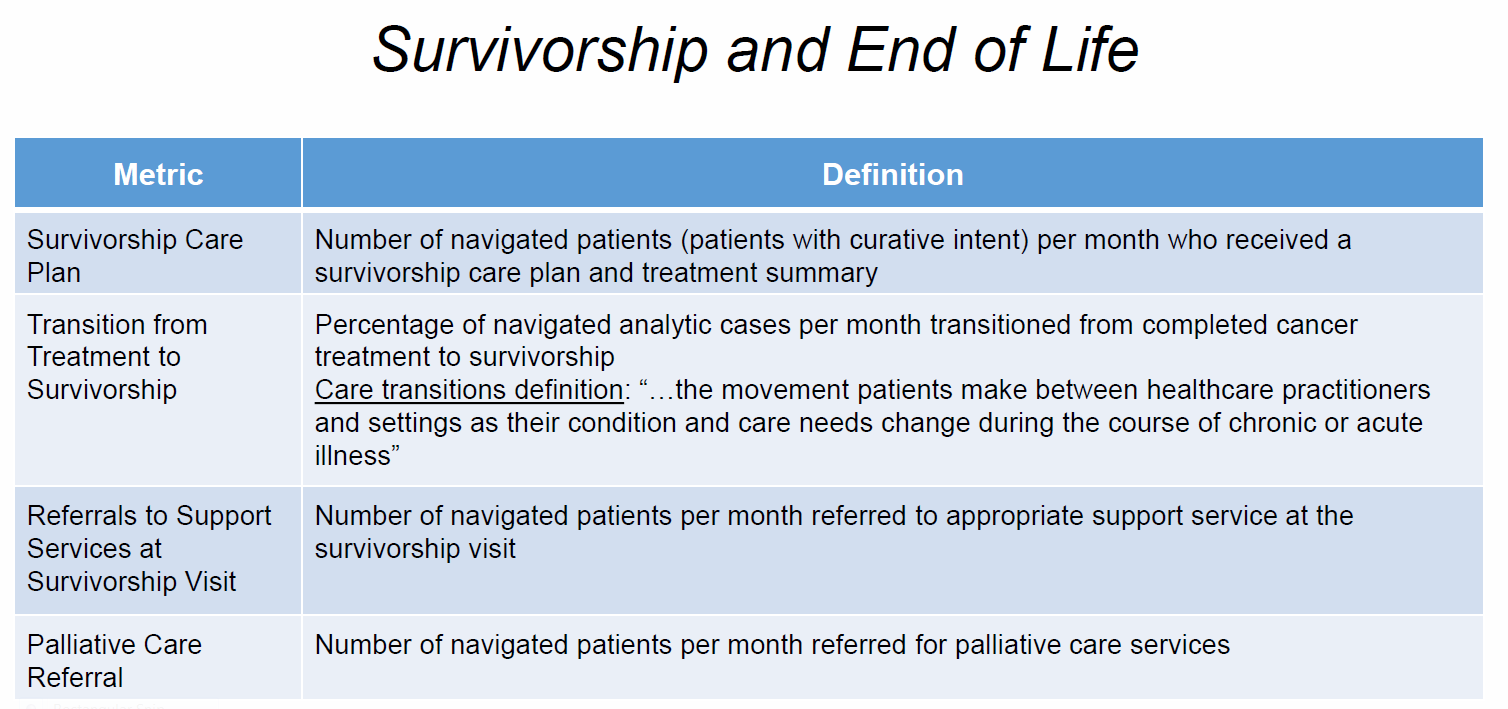 Survivorship and End of Life
Metric
Definition
Survivorship Care
Plan
Number of navigated patients (patients with curative intent) per month who received a
survivorship care plan and treatment summary
Transition from
Treatment to
Survivorship
Percentage of navigated analytic cases per month transitioned from completed cancer
treatment to survivorship
Care transitions definition: “…the movement patients make between healthcare practitioners
and settings as their condition and care needs change during the course of chronic or acute
illness”
Referrals to Support
Services at
Survivorship Visit
Number of navigated patients per month referred to appropriate support service at the
survivorship visit
Palliative Care
Referral
Number of navigated patients per month referred for palliative care services